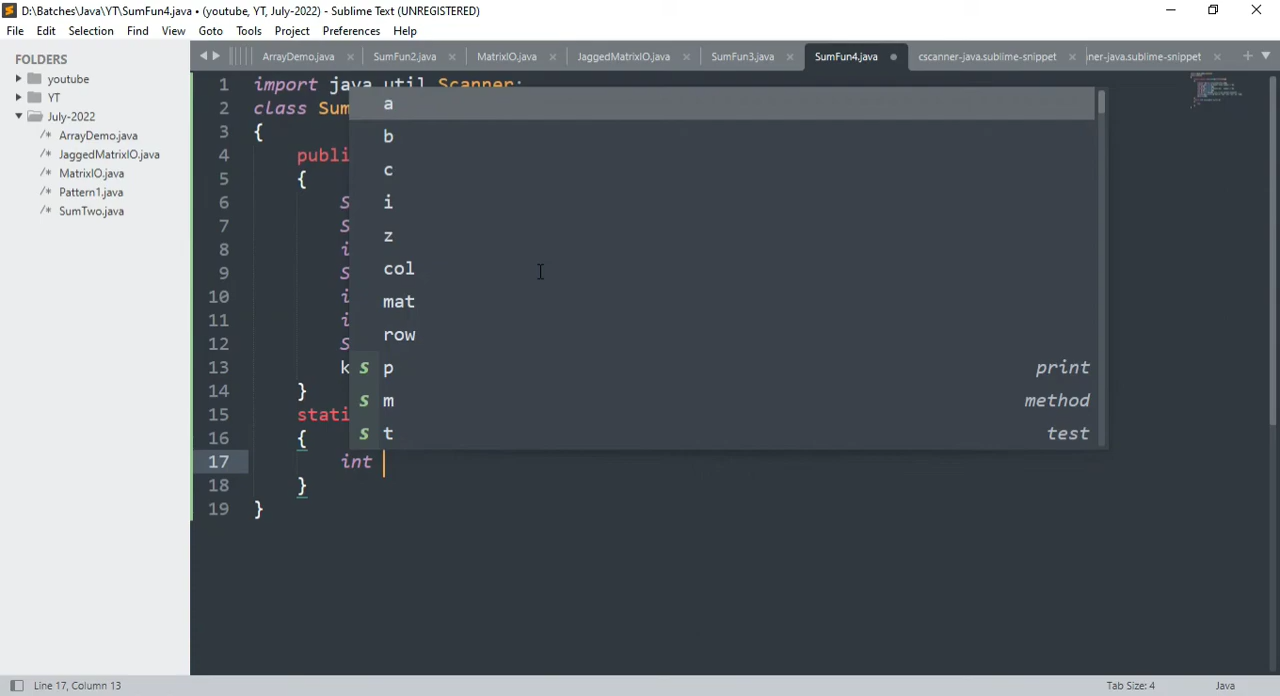 D:\Batches\Java\YT\SumFun4.java • (youtube, YT, July-2022) - Sublime Text (UNREGISTERED)
File Edit Selection Find View Goto Tools Project Preferences Help
FOLDERS
youtube
YT
July-2022
/* ArrayDemo.java
/* JaggedMatrixIO.java
/* MatrixIO.java
/* Pattern1.java
/* SumTwo.java
ArrayDemo.java SumFun2.java MatrixIO.java JaggedMatrixIO.java SumFun3.java SumFun4.java cscanner-java.sublime-snippet ner-java.sublime-snippet
1 import java.util.Scanner;
2 class Sum
3 {
4 publi
5 {
6 S
7 S
8 i
9 S
10 i
11 i
12 S
13 k
14 }
15 stati
16 {
17 int
18 }
19 }
a
b
c
i
z
col
mat
row
S p print
S m method
S t test
Line 17, Column 13
Tab Size: 4
Java